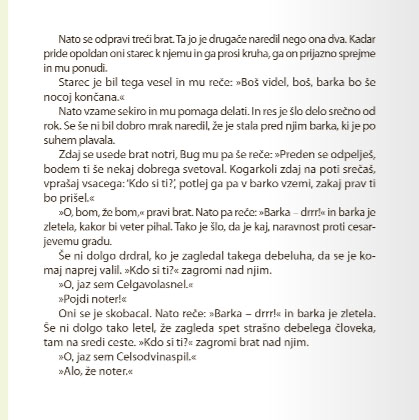 Nato se odpravi treći brat. Ta jo je drugače naredil nego ona dva. Kadar
pride opoldan oni starec k njemu in ga prosi kruha, ga on prijazno sprejme
in mu ponudi.
Starec je bil tega vesel in mu reče: »Boš videl, boš, barka bo še
nocoj končana.«
Nato vzame sekiro in mu pomaga delati. In res je šlo delo srečno od
rok. Se še ni bil dobro mrak naredil, že je stala pred njim barka, ki je po
suhem plavala.
Zdaj se usede brat notri, Bug mu pa še reče: »Preden se odpelješ,
bodem ti še nekaj dobrega svetoval. Kogarkoli zdaj na poti srečaš,
vprašaj vsacega: ‘Kdo si ti?’, potlej ga pa v barko vzemi, zakaj prav ti
bo prišel.«
»O, bom, že bom,« pravi brat. Nato pa reče: »Barka – drrr!« in barka je
zletela, kakor bi veter pihal. Tako je šlo, da je kaj, naravnost proti cesar-
jevemu gradu.
Še ni dolgo drdral, ko je zagledal takega debeluha, da se je ko-
maj naprej valil. »Kdo si ti?« zagromi nad njim.
»O, jaz sem Celgavolasnel.«
»Pojdi noter!«
Oni se je skobacal. Nato reče: »Barka – drrr!« in barka je zletela.
Še ni dolgo tako letel, že zagleda spet strašno debelega človeka,
tam na sredi ceste. »Kdo si ti?« zagromi brat nad njim.
»O, jaz sem Celsodvinaspil.«
»Alo, že noter.«